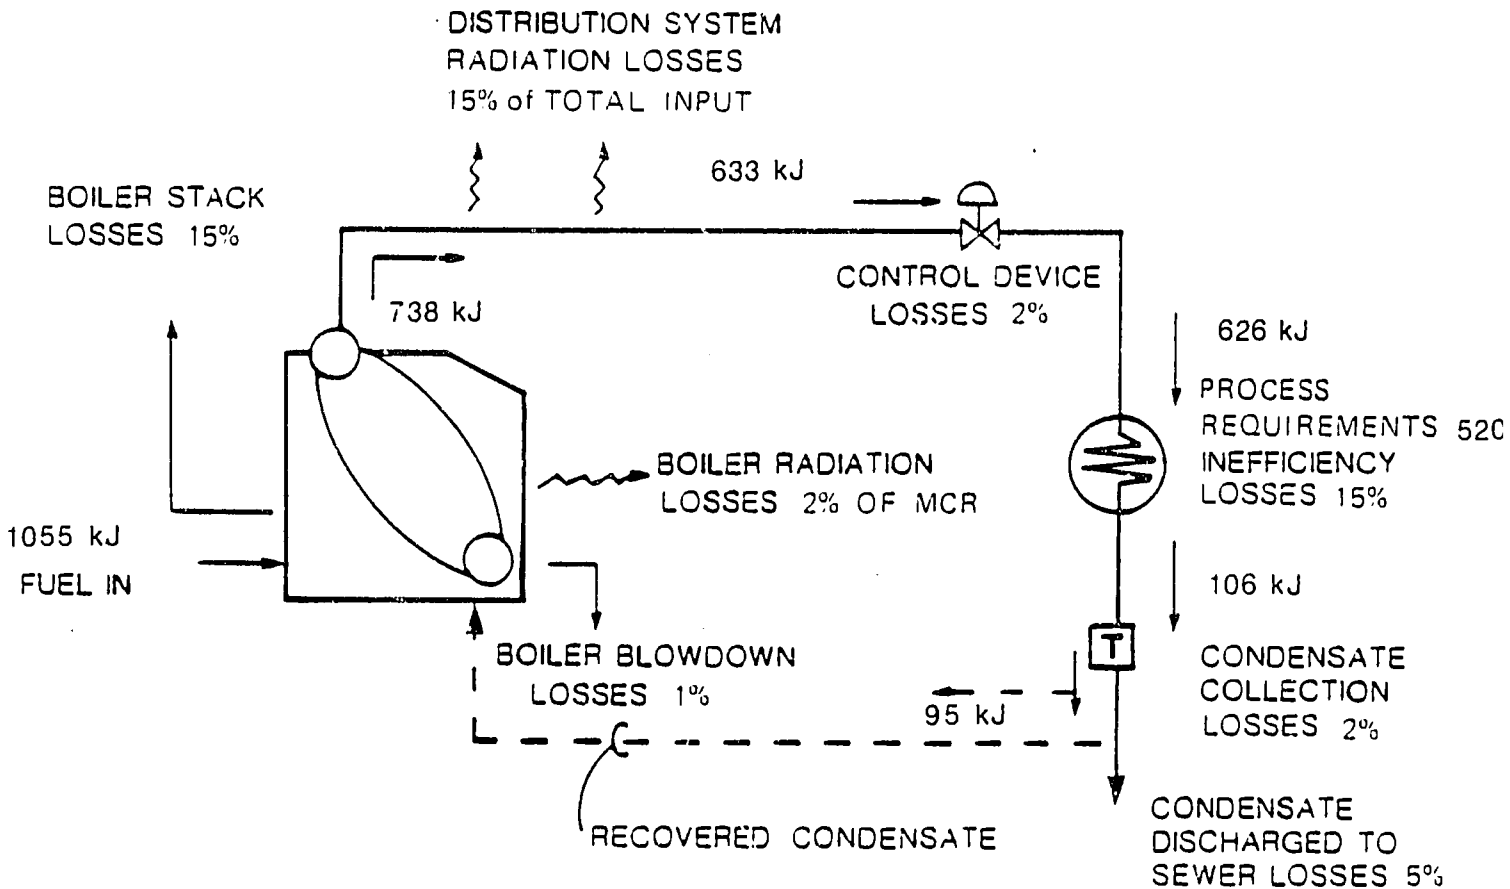 DISTRIBUTION SYSTEM
RADIATION LOSSES
15% of TOTAL INPUT
633 kJ
BOILER STACK
LOSSES 15%
738 kJ
CONTROL DEVICE
LOSSES 2%
626 kJ
PROCESS
REQUIREMENTS 520
INEFFICIENCY
LOSSES 15%
BOILER RADIATION
LOSSES 2% OF MCR
1055 kJ
FUEL IN
106 kJ
T
BOILER BLOWDOWN
LOSSES 1%
CONDENSATE
COLLECTION
LOSSES 2%
95 kJ
RECOVERED CONDENSATE
CONDENSATE
DISCHARGED TO
SEWER LOSSES 5%